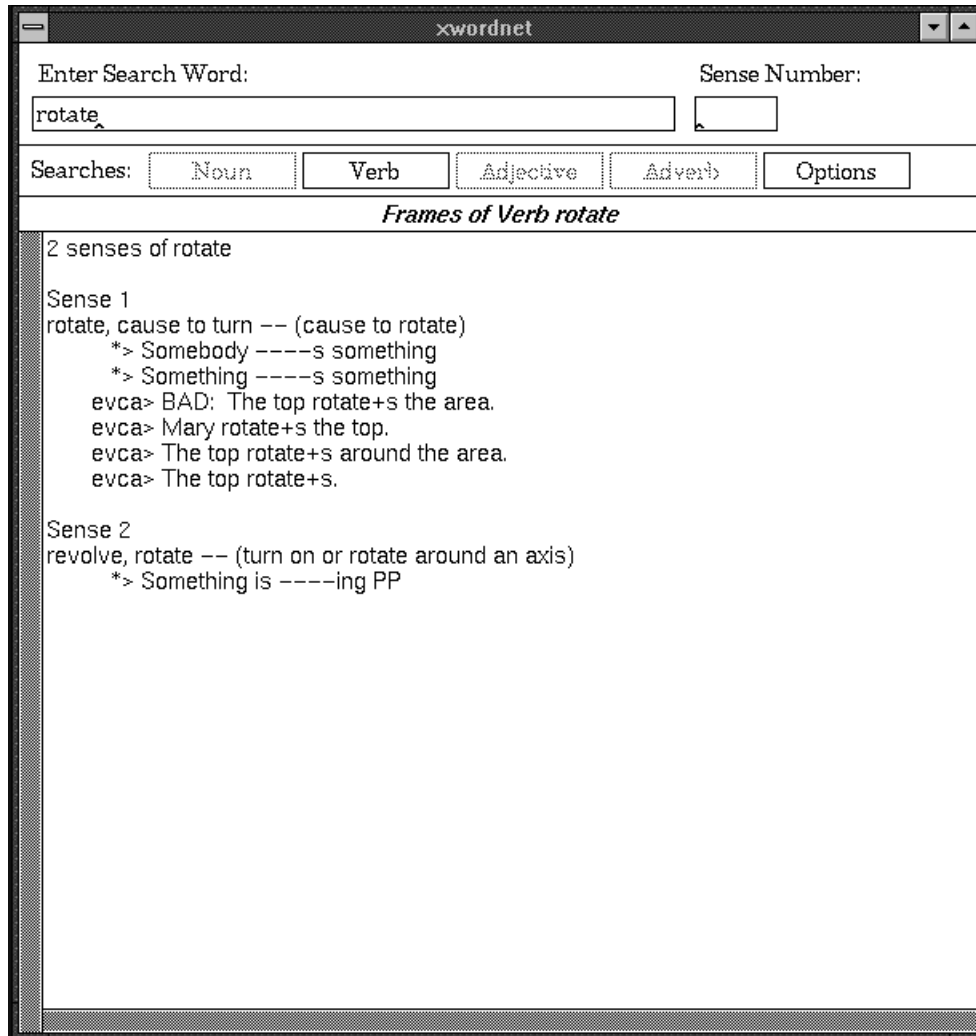 xwordnet
Enter Search Word: Sense Number:
rotate
Searches: Noun Verb Adjective Adverb Options
Frames of Verb rotate
2 senses of rotate
Sense 1
rotate, cause to turn -- (cause to rotate)
*> Somebody ----s something
*> Something ----s something
evca> BAD:  The top rotate+s the area.
evca> Mary rotate+s the top.
evca> The top rotate+s around the area.
evca> The top rotate+s.
Sense 2
revolve, rotate -- (turn on or rotate around an axis)
*> Something is ----ing PP